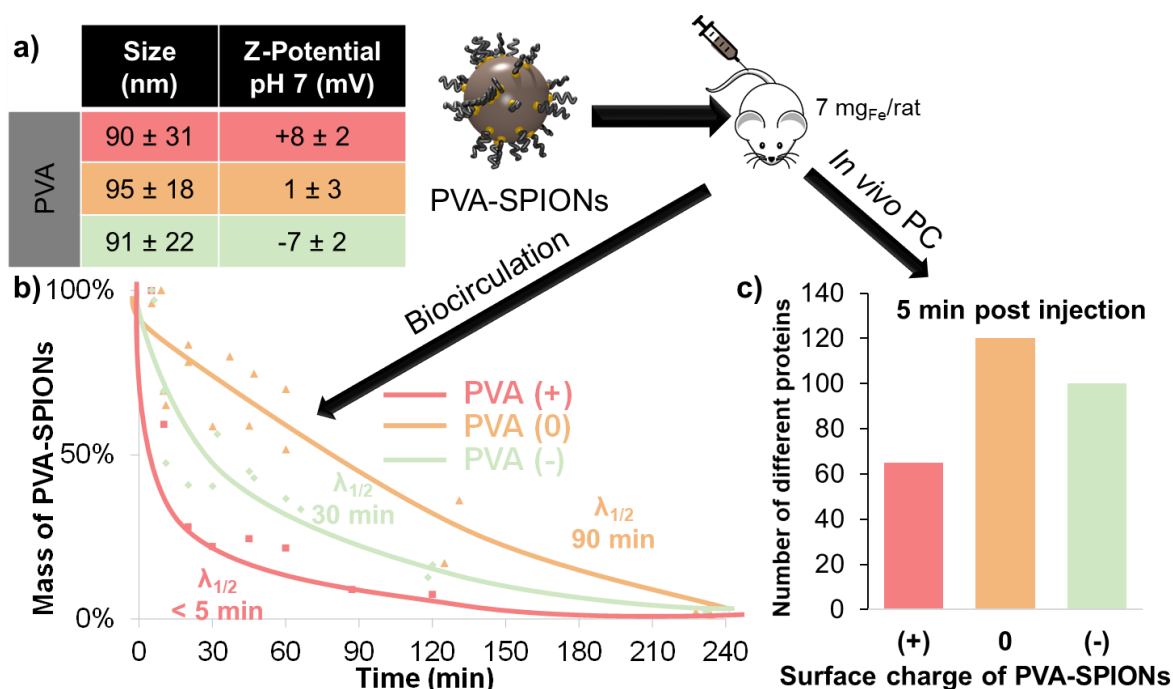 a)
Size (nm)
Z-Potential pH 7 (mV)
PVA
90 ± 31
+8 ± 2
95 ± 18
1 ± 3
91 ± 22
-7 ± 2
PVA-SPIONs
7 mgFe/rat
In vivo PC
Biocirculation
b)
Mass of PVA-SPIONs
100%
50%
0%
PVA (+)
PVA (0)
PVA (-)
λ1/2
30 min
λ1/2
90 min
λ1/2
< 5 min
0 30 60 90 120 150 180 210 240
Time (min)
c)
5 min post injection
Number of different proteins
140
120
100
80
60
40
20
0
(+) 0 (-)
Surface charge of PVA-SPIONs